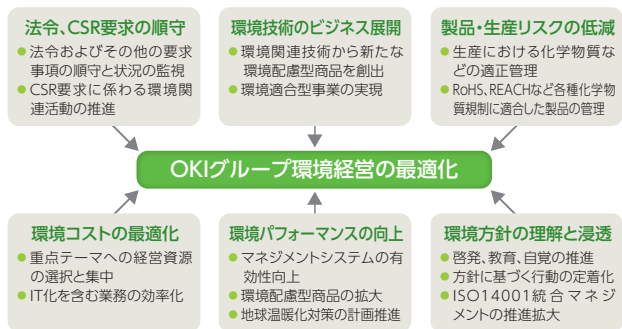 法令、CSR要求の順守
● 法令およびその他の要求
事項の順守と状況の監視
● CSR要求に係わる環境関
連活動の推進
環境技術のビジネス展開
● 環境関連技術から新たな
環境配慮型商品を創出
● 環境適合型事業の実現
製品・生産リスクの低減
● 生産における化学物質な
どの適正管理
● RoHS、REACHなど各種化学物
質規制に適合した製品の管理
OKIグループ環境経営の最適化
環境コストの最適化
● 重点テーマへの経営資源
の選択と集中
● IT化を含む業務の効率化
環境パフォーマンスの向上
● マネジメントシステムの有
効性向上
● 環境配慮型商品の拡大
● 地球温暖化対策の計画推進
環境方針の理解と浸透
● 啓発、教育、自覚の推進
● 方針に基づく行動の定着化
● ISO14001統合マネジ
メントの推進拡大